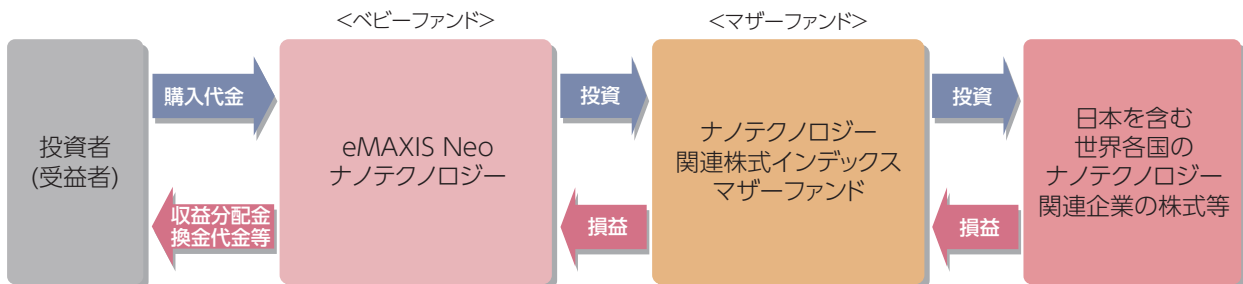 <ベビーファンド>
<マザーファンド>
投資者
(受益者)
購入代金
収益分配金
換金代金等
eMAXIS Neo
ナノテクノロジー
投資
損益
ナノテクノロジー
関連株式インデックス
マザーファンド
投資
損益
日本を含む
世界各国の
ナノテクノロジー
関連企業の株式等